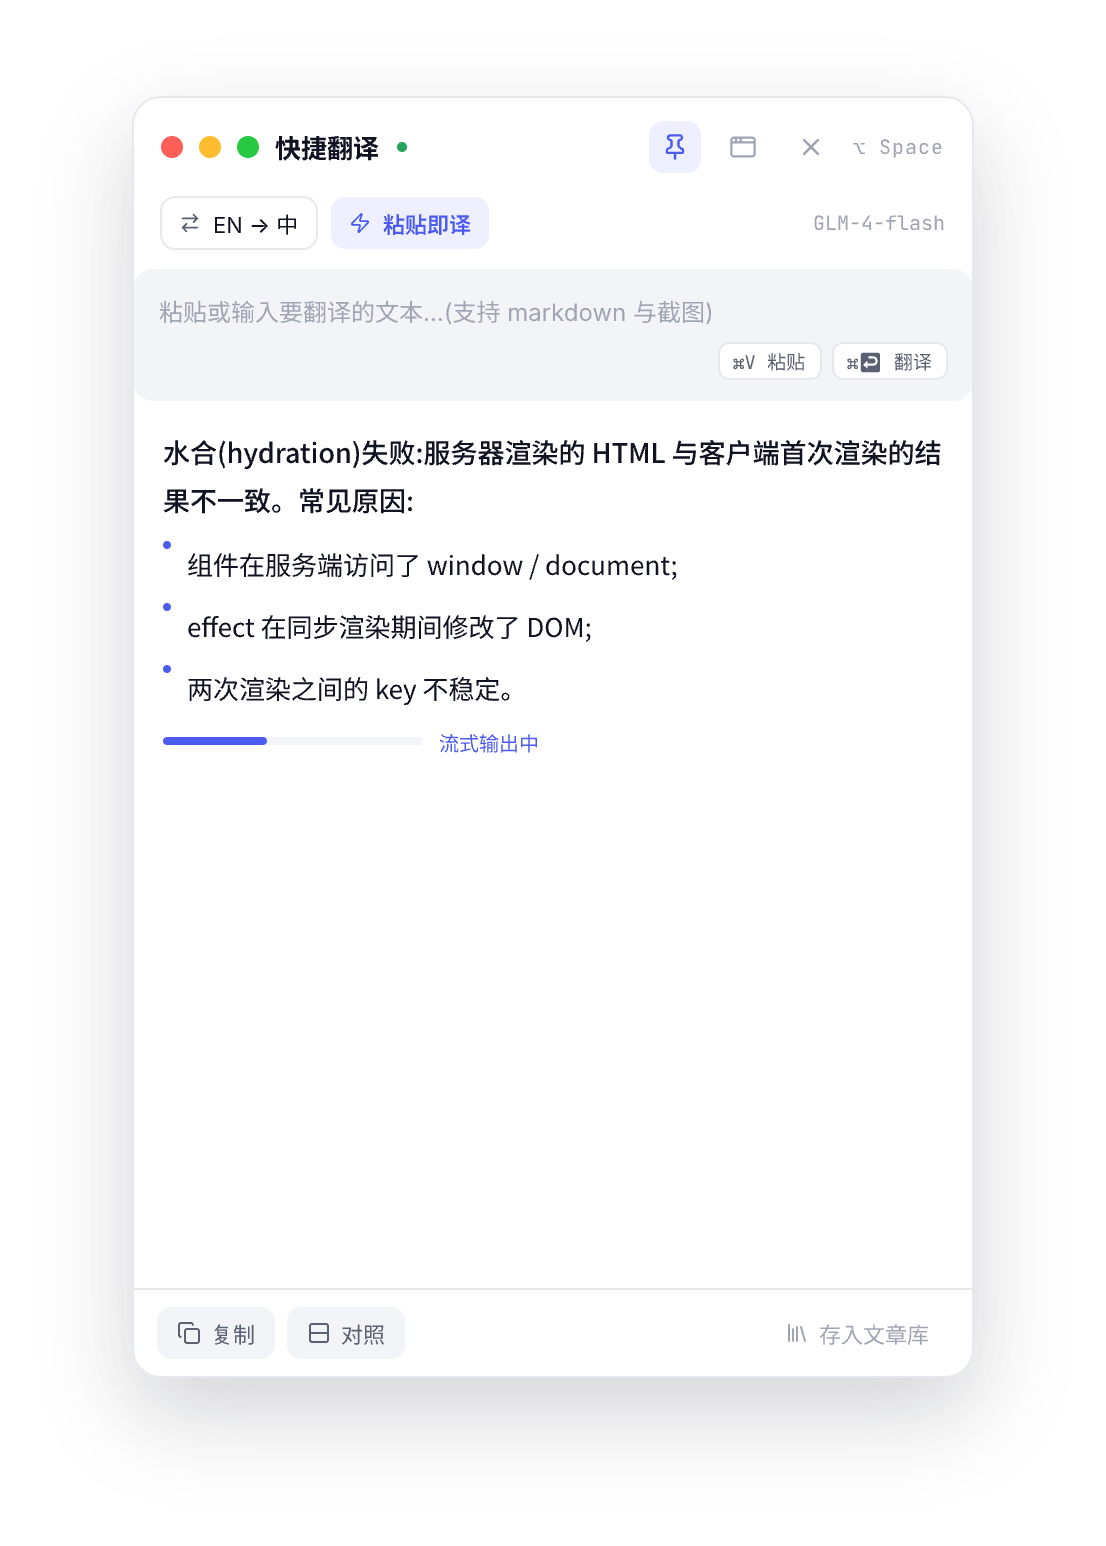 快捷翻译
⌥ Space
EN → 中
粘贴即译
GLM-4-flash
粘贴或输入要翻译的文本...(支持 markdown 与截图)
⌘V 粘贴
⌘↩ 翻译
水合(hydration)失败:服务器渲染的 HTML 与客户端首次渲染的结
果不一致。常见原因:
组件在服务端访问了 window / document;
effect 在同步渲染期间修改了 DOM;
两次渲染之间的 key 不稳定。
流式输出中
复制
对照
存入文章库